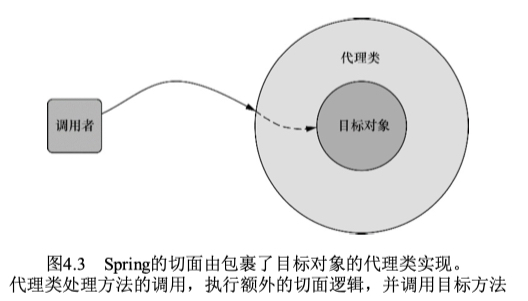 代理类
调用者
目标对象
图4.3 Spring的切面由包裹了目标对象的代理类实现。
代理类处理方法的调用，执行额外的切面逻辑，并调用目标方法